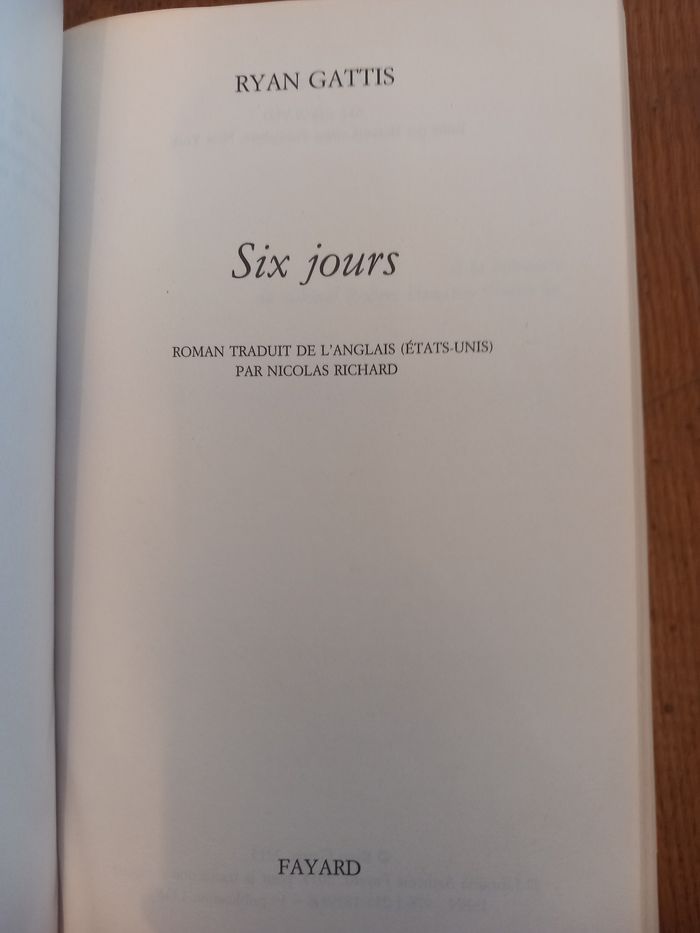 RYAN GATTIS
Six jours
ROMAN TRADUIT DE L'ANGLAIS (ÉTATS-UNIS)
PAR NICOLAS RICHARD
FAYARD